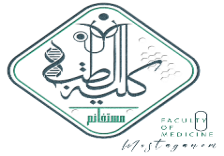 كلية الطب
مستغانم
FACULTY
OF
MEDICINE
Mostaganem